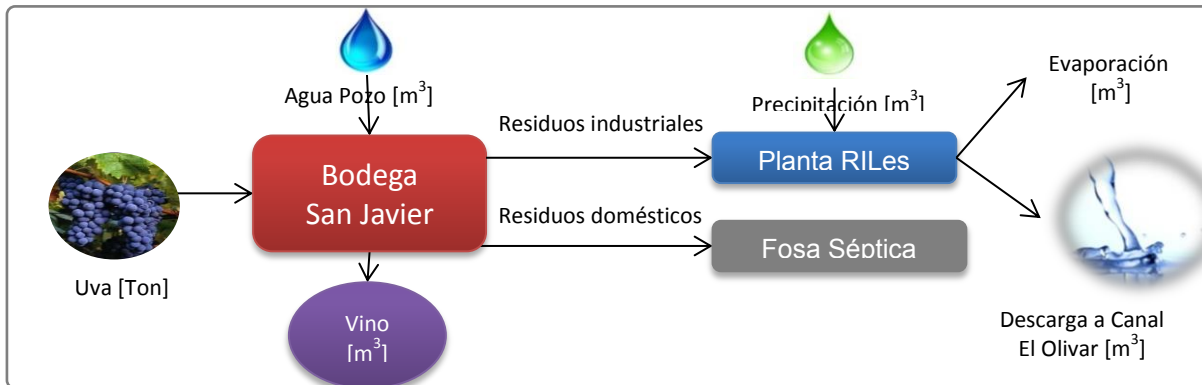 Agua Pozo [m³]
Precipitación [m³]
Evaporación
[m³]
Residuos industriales
Bodega
San Javier
Planta RILes
Residuos domésticos
Fosa Séptica
Uva [Ton]
Vino
[m³]
Descarga a Canal
El Olivar [m³]